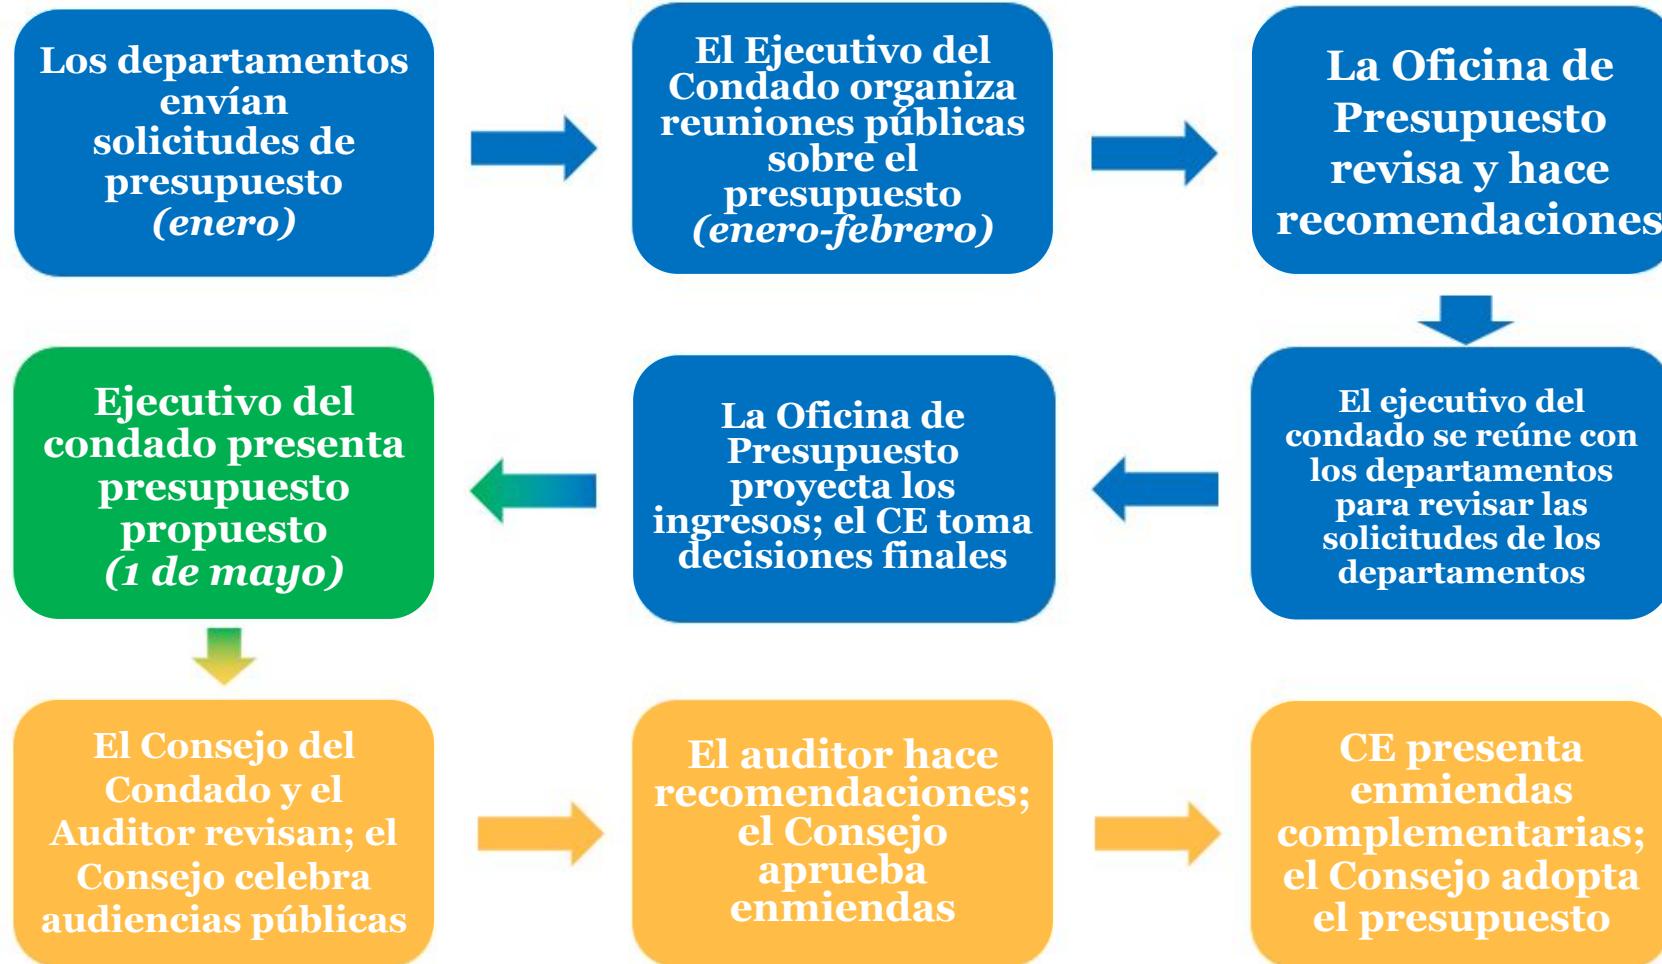 Los departamentos
envían
solicitudes de
presupuesto
(enero)
El Ejecutivo del
Condado organiza
reuniones públicas
sobre el
presupuesto
(enero-febrero)
La Oficina de
Presupuesto
revisa y hace
recomendaciones
El ejecutivo del
condado se reúne con
los departamentos
para revisar las
solicitudes de los
departamentos
La Oficina de
Presupuesto
proyecta los
ingresos; el CE toma
decisiones finales
Ejecutivo del
condado presenta
presupuesto
propuesto
(1 de mayo)
El Consejo del
Condado y el
Auditor revisan; el
Consejo celebra
audiencias públicas
El auditor hace
recomendaciones;
el Consejo
aprueba
enmiendas
CE presenta
enmiendas
complementarias;
el Consejo adopta
el presupuesto